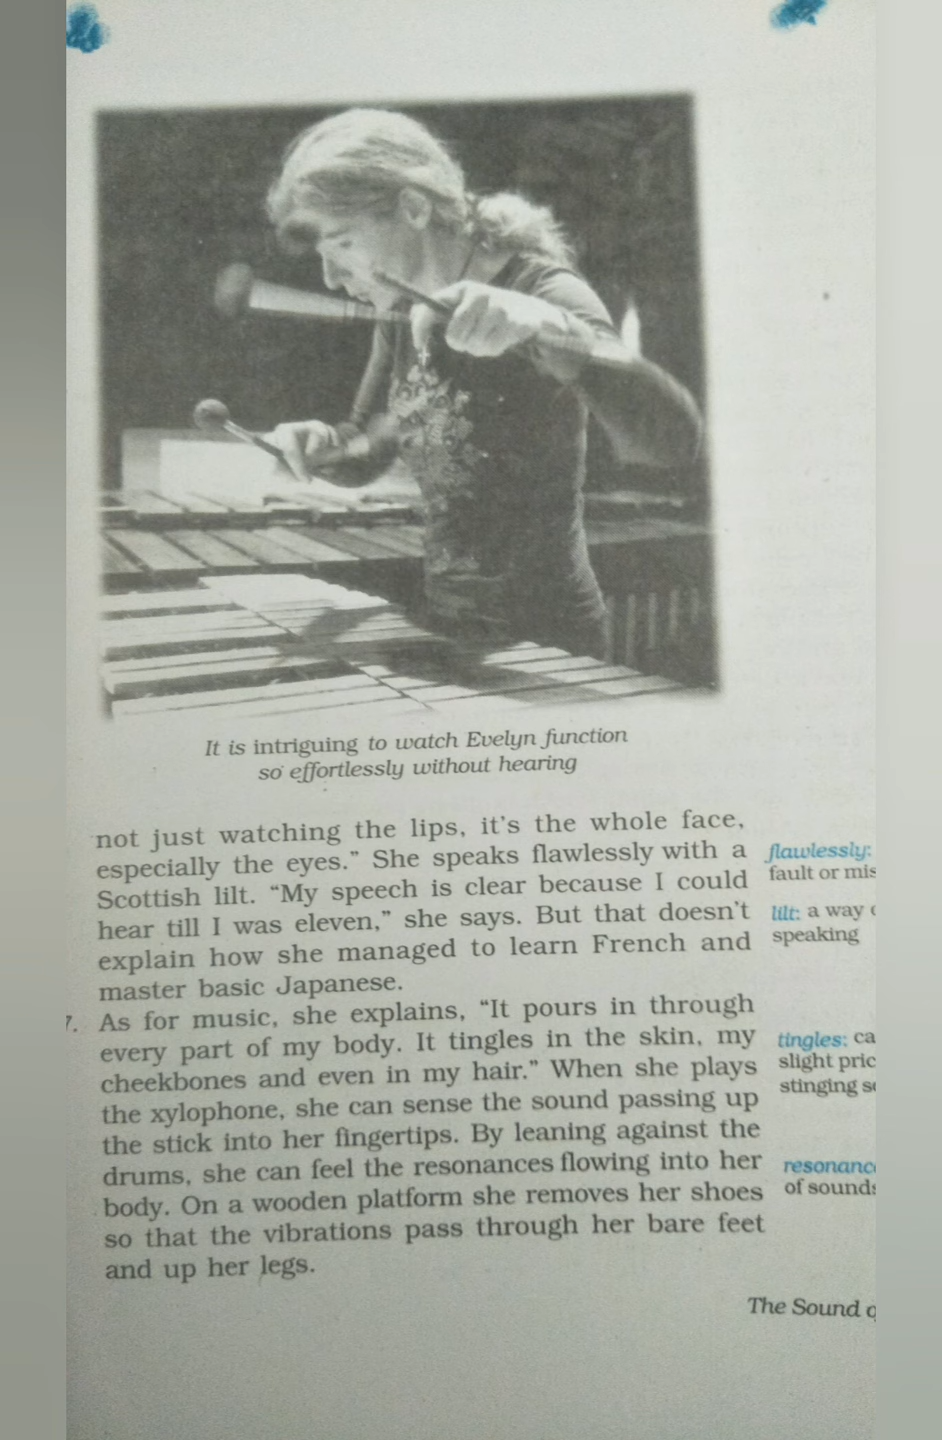 It is intriguing to watch Evelyn function
so effortlessly without hearing
not just watching the lips, it's the whole face,
especially the eyes." She speaks flawlessly with a
Scottish lilt. "My speech is clear because I could
hear till I was eleven," she says. But that doesn't
explain how she managed to learn French and
master basic Japanese.
7. As for music, she explains, "It pours in through
every part of my body. It tingles in the skin, my
cheekbones and even in my hair." When she plays
the xylophone, she can sense the sound passing up
the stick into her fingertips. By leaning against the
drums, she can feel the resonances flowing into her
body. On a wooden platform she removes her shoes
so that the vibrations pass through her bare feet
and up her legs.
flawlessly:
fault or mis
lilt: a way
speaking
tingles: ca
slight pric
stinging
resonanc
of sounds
The Sound